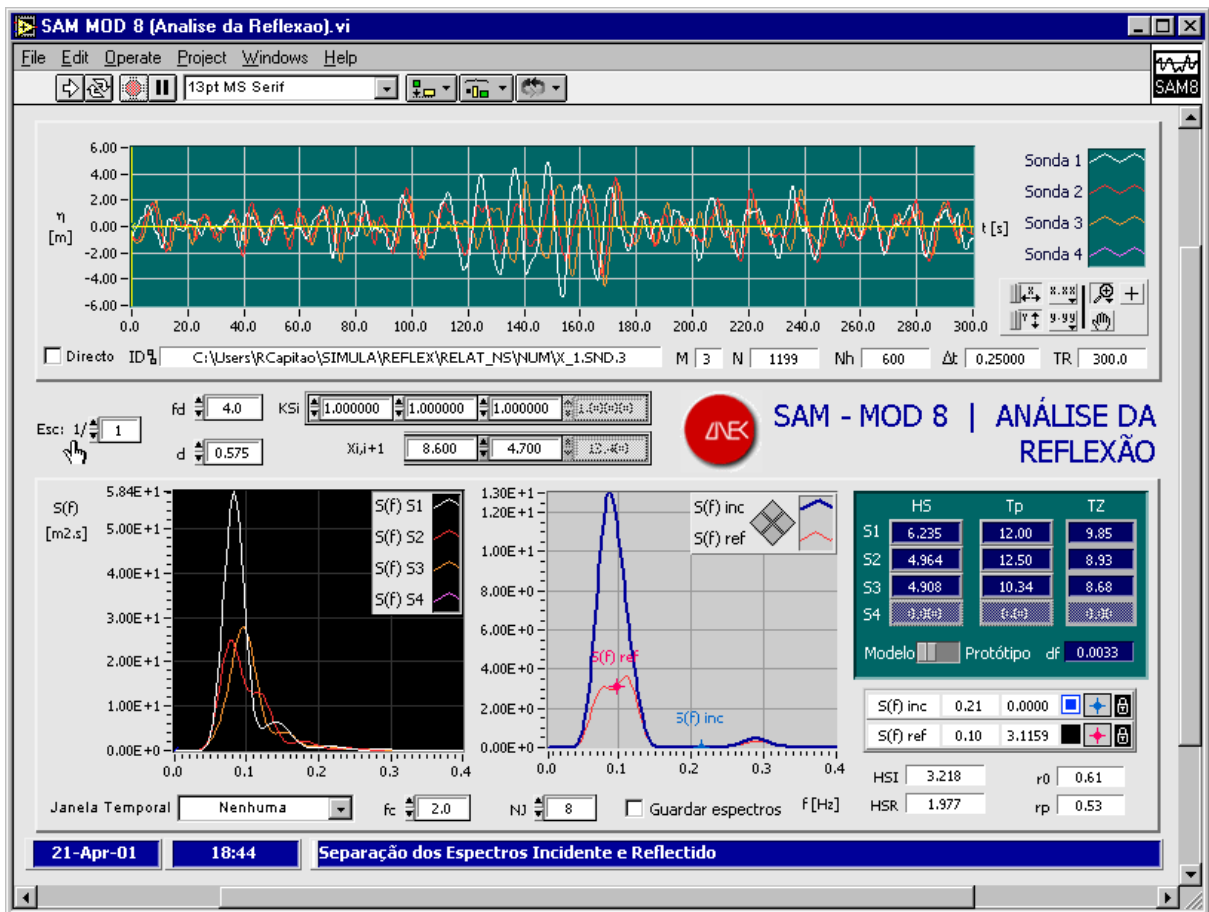 SAM MOD 8 (Analise da Reflexao).vi
File Edit Operate Project Windows Help
13pt MS Serif
SAM8
6.00
4.00
2.00
0.00
-2.00
-4.00
-6.00
η
[m]
0.0 20.0 40.0 60.0 80.0 100.0 120.0 140.0 160.0 180.0 200.0 220.0 240.0 260.0 280.0 300.0
t [s]
Sonda 1
Sonda 2
Sonda 3
Sonda 4
Directo ID C:\Users\RCapitao\SIMULA\REFLEX\RELAT_NS\NUM\X_1.SND.3 M 3 N 1199 Nh 600 Δt 0.25000 TR 300.0
Esc: 1/ 1
fd 4.0 KSi 1.000000 1.000000 1.000000
d 0.575 Xi,i+1 8.600 4.700
SAM - MOD 8 | ANÁLISE DA
REFLEXÃO
S(f)
[m2.s]
5.84E+1
5.00E+1
4.00E+1
3.00E+1
2.00E+1
1.00E+1
0.00E+0
0.0 0.1 0.2 0.3 0.4
S(f) S1
S(f) S2
S(f) S3
S(f) S4
1.30E+1
1.20E+1
1.00E+1
8.00E+0
6.00E+0
4.00E+0
2.00E+0
0.00E+0
0.0 0.1 0.2 0.3 0.4
S(f) inc
S(f) ref
S(f) ref
S(f) inc
f [Hz]
HS Tp TZ
S1 6.235 12.00 9.85
S2 4.964 12.50 8.93
S3 4.908 10.34 8.68
S4
Modelo Protótipo df 0.0033
S(f) inc 0.21 0.0000
S(f) ref 0.10 3.1159
HSI 3.218 r0 0.61
HSR 1.977 rp 0.53
Janela Temporal Nenhuma fc 2.0 NJ 8 Guardar espectros
21-Apr-01 18:44 Separação dos Espectros Incidente e Reflectido